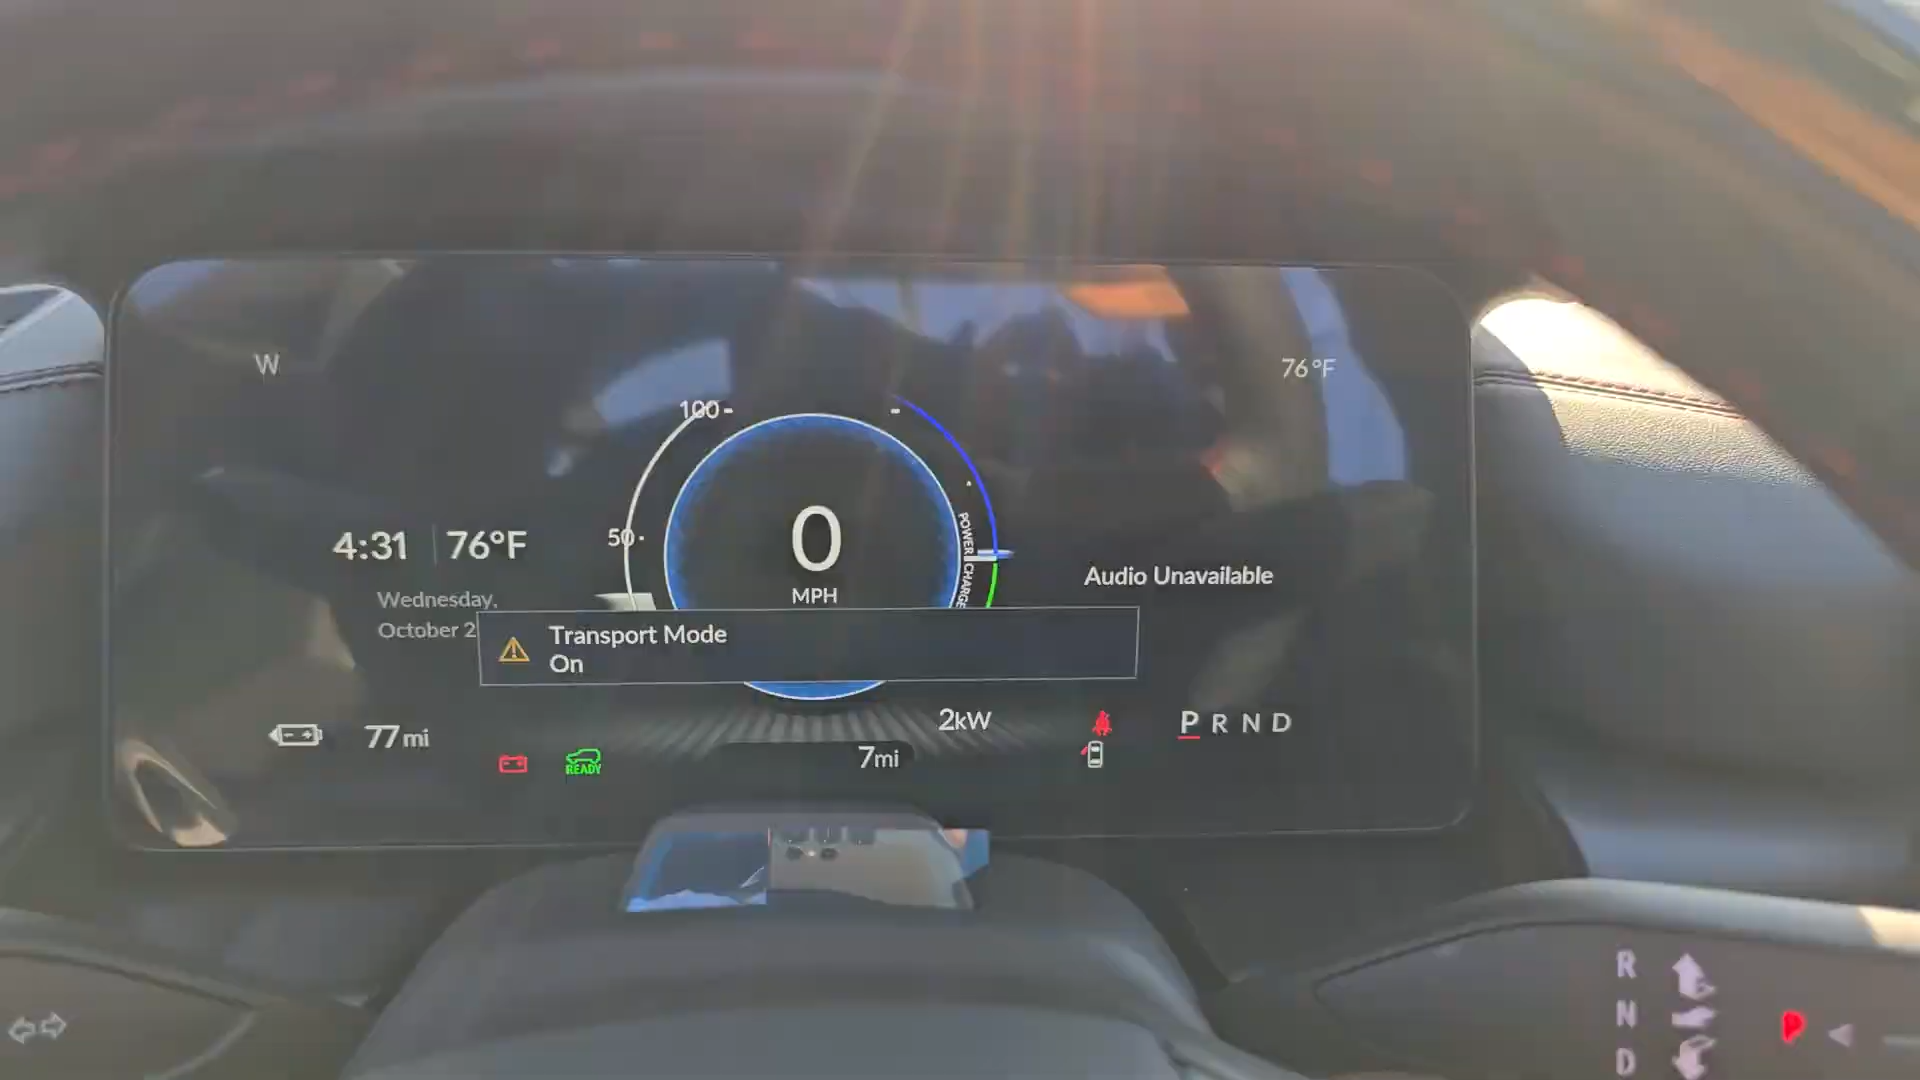 W
76°F
100
50
0
MPH
POWER
CHARGE
4:31
76°F
Wednesday,
October 2
Audio Unavailable
Transport Mode
On
77 mi
READY
2kW
7mi
P R N D
R
N
D
P